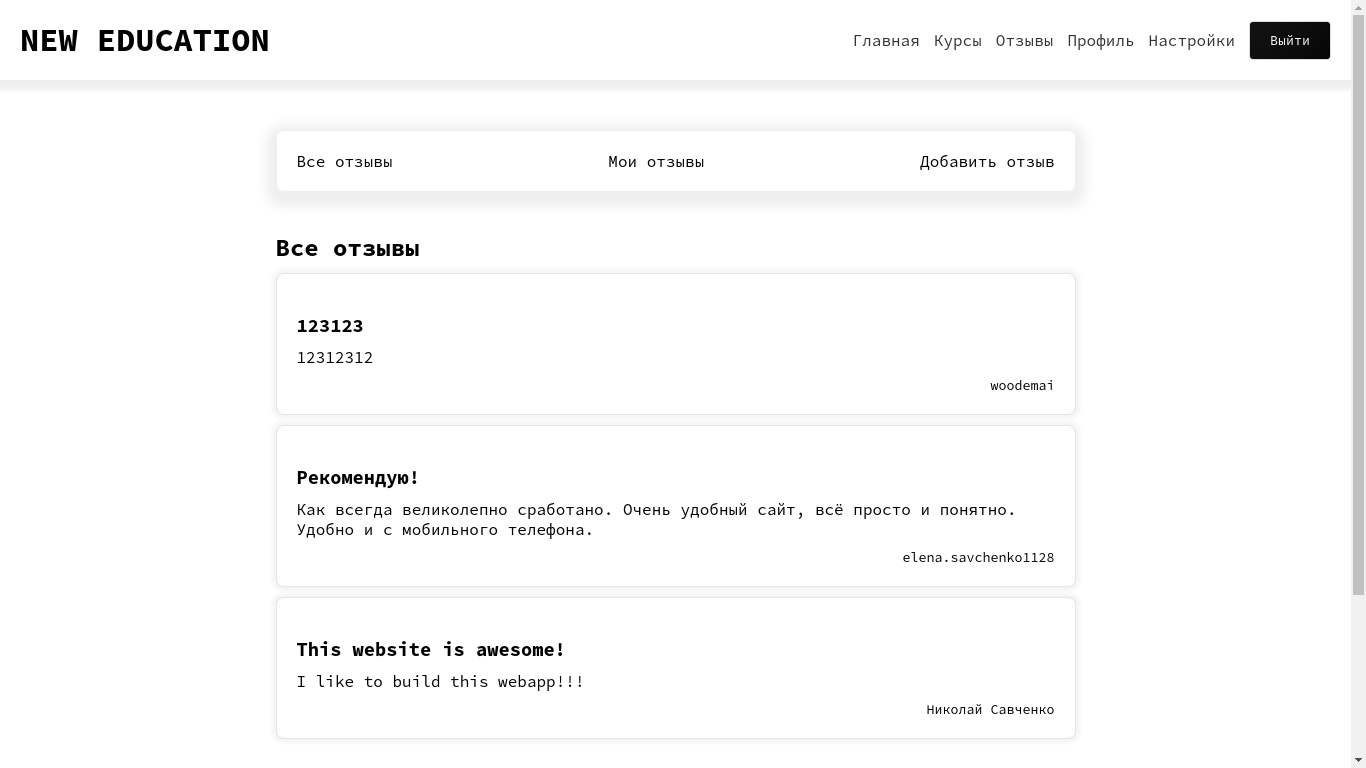 NEW EDUCATION
Главная Курсы Отзывы Профиль Настройки Выйти
Все отзывы Мои отзывы Добавить отзыв
Все отзывы
123123
12312312
woodemai
Рекомендую!
Как всегда великолепно сработано. Очень удобный сайт, всё просто и понятно.
Удобно и с мобильного телефона.
elena.savchenko1128
This website is awesome!
I like to build this webapp!!!
Николай Савченко